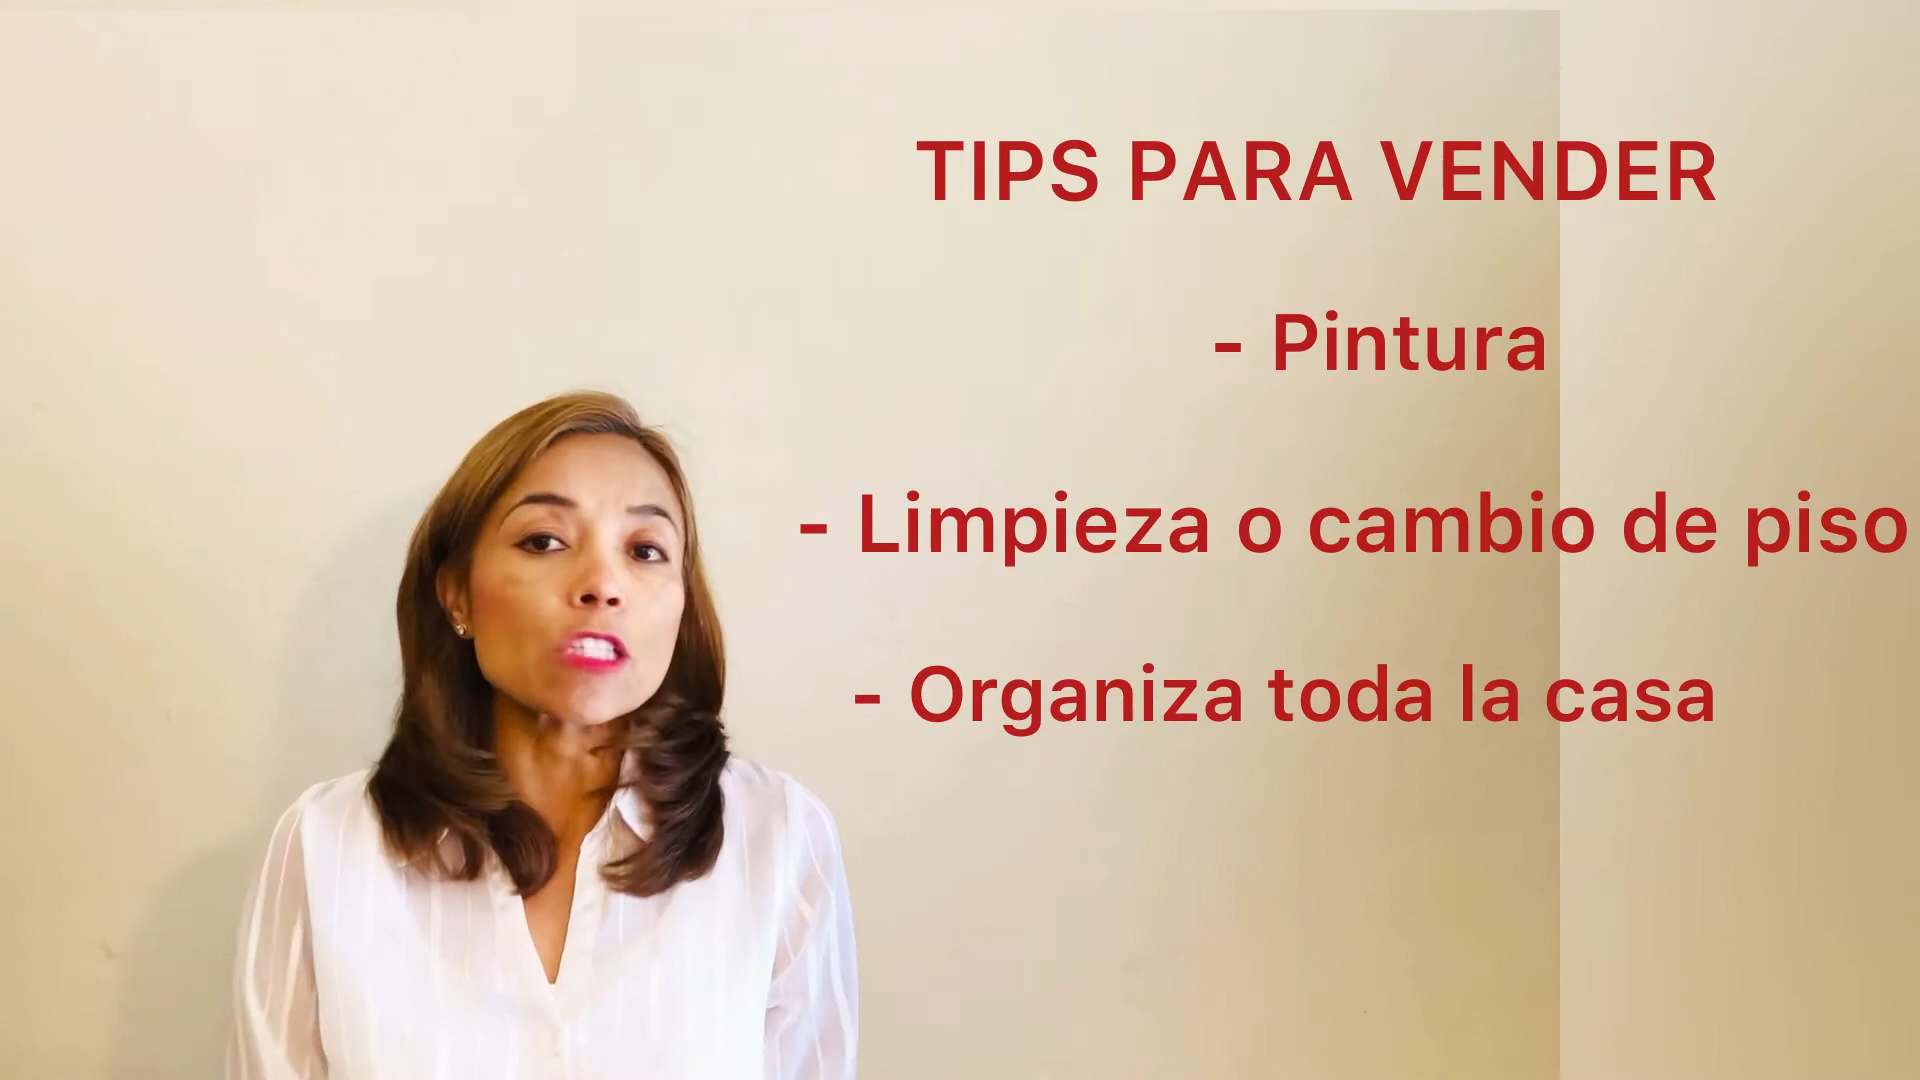 TIPS PARA VENDER
- Pintura
- Limpieza o cambio de piso
- Organiza toda la casa